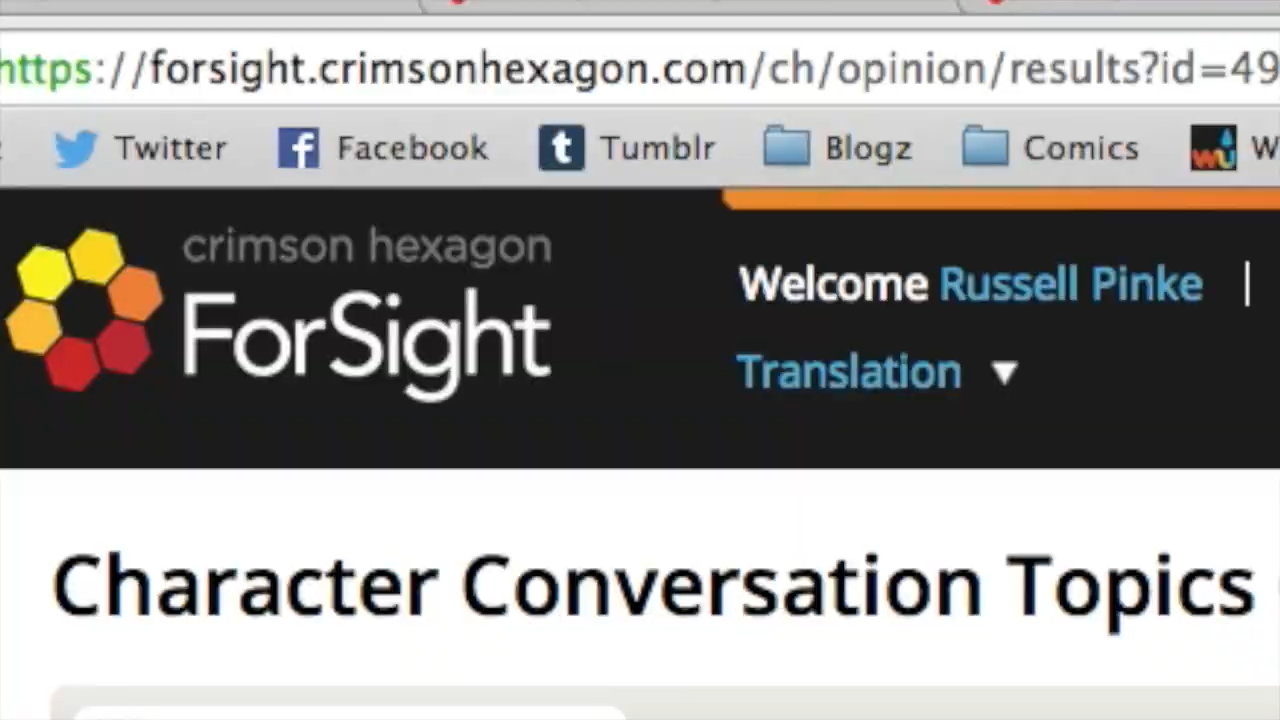 https://forsight.crimsonhexagon.com/ch/opinion/results?id=49
Twitter Facebook Tumblr Blogz Comics W
crimson hexagon
ForSight
Welcome Russell Pinke |
Translation ▼
Character Conversation Topics